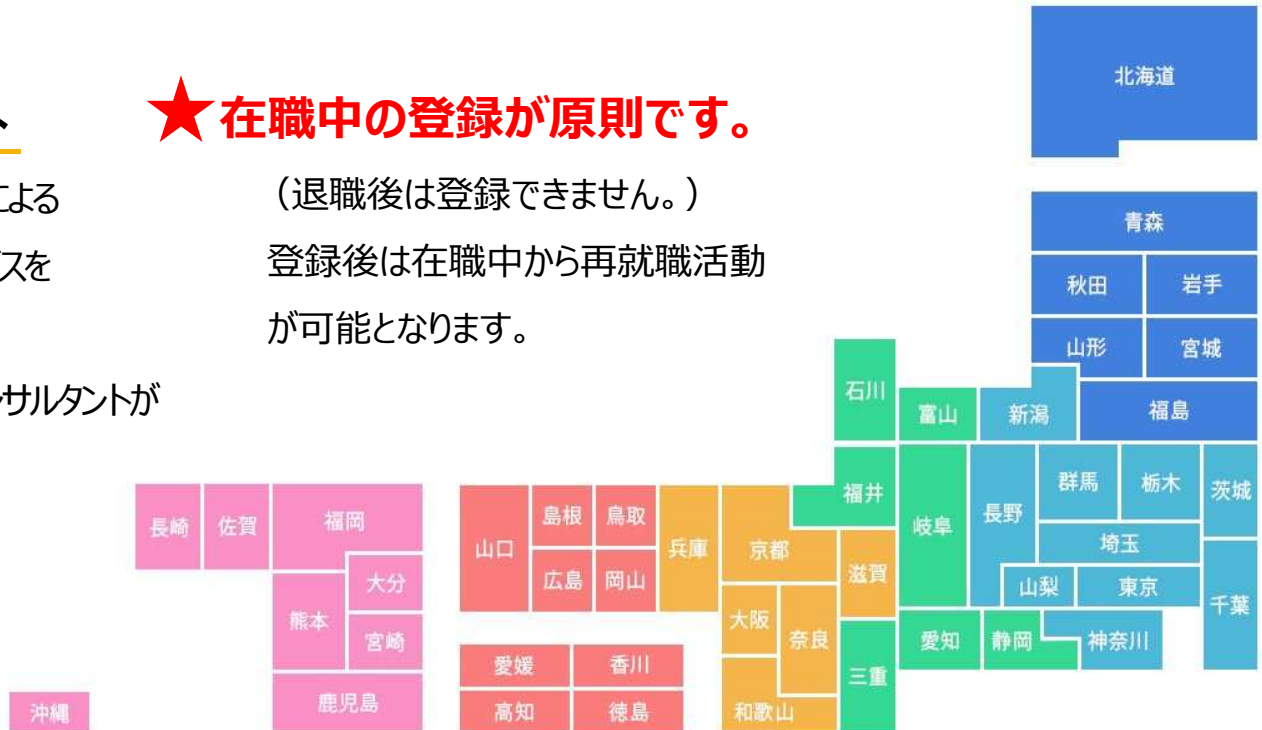 ト
★在職中の登録が原則です。
による
（退職後は登録できません。）
登録後は在職中から再就職活動
が可能となります。
サルタントが
北海道
青森
秋田
岩手
山形
宮城
石川
富山
新潟
福島
福井
岐阜
長野
群馬
栃木
茨城
埼玉
山梨
東京
千葉
愛知
静岡
神奈川
三重
滋賀
京都
兵庫
大阪
奈良
和歌山
島根
鳥取
山口
広島
岡山
愛媛
香川
高知
徳島
長崎
佐賀
福岡
大分
熊本
宮崎
鹿児島
沖縄